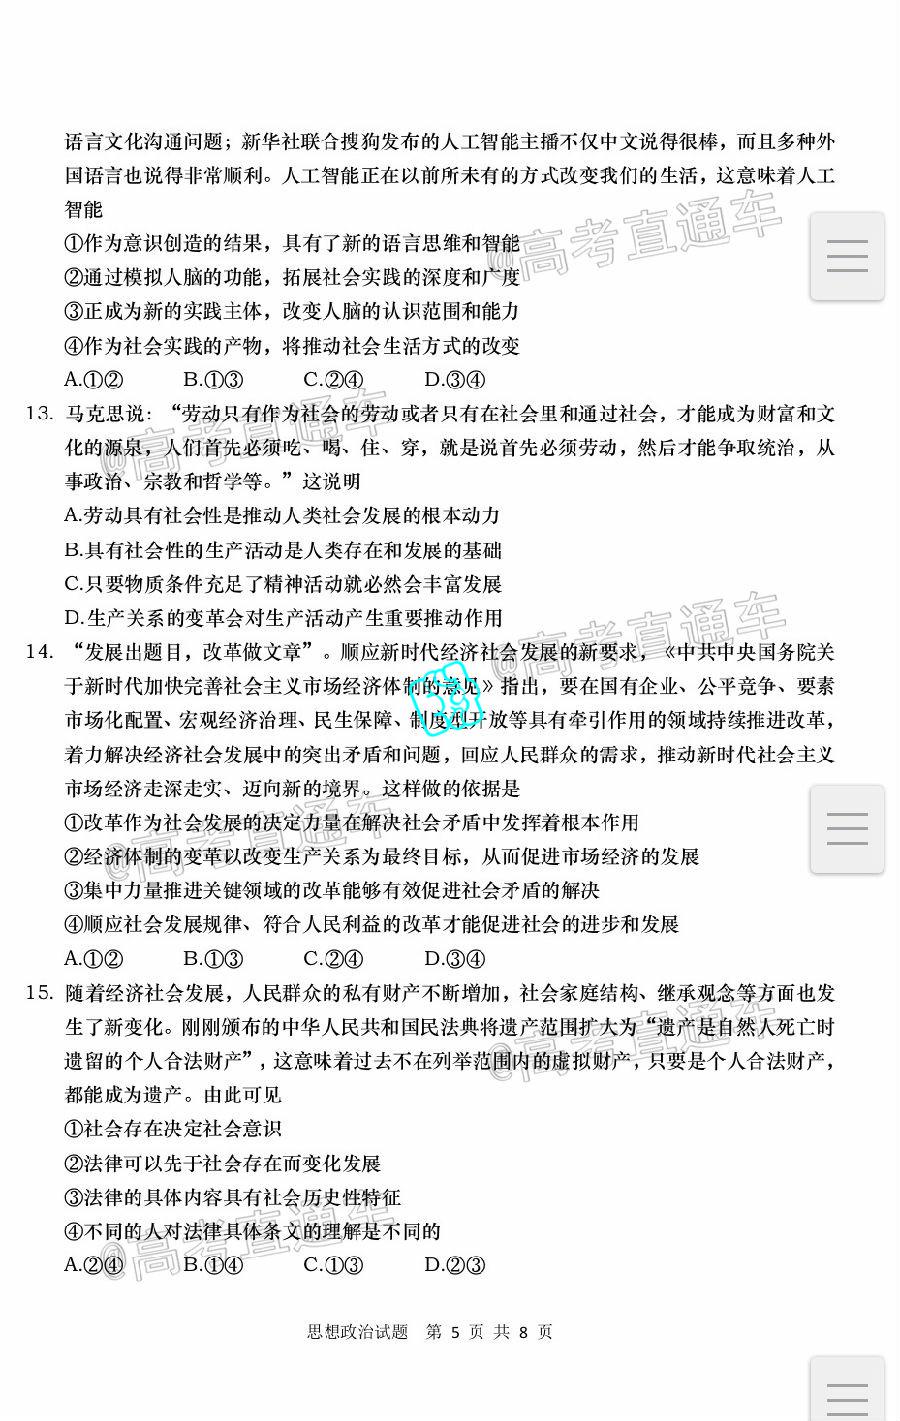 语言文化沟通问题；新华社联合搜狗发布的人工智能主播不仅中文说得很棒，而且多种外
国语言也说得非常顺利。人工智能正在以前所未有的方式改变我们的生活，这意味着人工
智能
①作为意识创造的结果，具有了新的语言思维和智能
②通过模拟人脑的功能，拓展社会实践的深度和广度
③正成为新的实践主体，改变人脑的认识范围和能力
④作为社会实践的产物，将推动社会生活方式的改变
A.①② B.①③ C.②④ D.③④
13. 马克思说：“劳动只有作为社会的劳动或者只有在社会里和通过社会，才能成为财富和文
化的源泉，人们首先必须吃、喝、住、穿，就是说首先必须劳动，然后才能争取统治，从
事政治、宗教和哲学等。”这说明
A.劳动具有社会性是推动人类社会发展的根本动力
B.具有社会性的生产活动是人类存在和发展的基础
C.只要物质条件充足了精神活动就必然会丰富发展
D.生产关系的变革会对生产活动产生重要推动作用
14. “发展出题目，改革做文章”。顺应新时代经济社会发展的新要求，《中共中央国务院关
于新时代加快完善社会主义市场经济体制的意见》指出，要在国有企业、公平竞争、要素
市场化配置、宏观经济治理、民生保障、制度型开放等具有牵引作用的领域持续推进改革，
着力解决经济社会发展中的突出矛盾和问题，回应人民群众的需求，推动新时代社会主义
市场经济走深走实、迈向新的境界。这样做的依据是
①改革作为社会发展的决定力量在解决社会矛盾中发挥着根本作用
②经济体制的变革以改变生产关系为最终目标，从而促进市场经济的发展
③集中力量推进关键领域的改革能够有效促进社会矛盾的解决
④顺应社会发展规律、符合人民利益的改革才能促进社会的进步和发展
A.①② B.①③ C.②④ D.③④
15. 随着经济社会发展，人民群众的私有财产不断增加，社会家庭结构、继承观念等方面也发
生了新变化。刚刚颁布的中华人民共和国民法典将遗产范围扩大为“遗产是自然人死亡时
遗留的个人合法财产”，这意味着过去不在列举范围内的虚拟财产，只要是个人合法财产，
都能成为遗产。由此可见
①社会存在决定社会意识
②法律可以先于社会存在而变化发展
③法律的具体内容具有社会历史性特征
④不同的人对法律具体条文的理解是不同的
A.②④ B.①④ C.①③ D.②③
思想政治试题 第 5 页 共 8 页
@高考直通车
@高考直通车
@高考直通车
@高考直通车
@高考直通车
@高考直通车